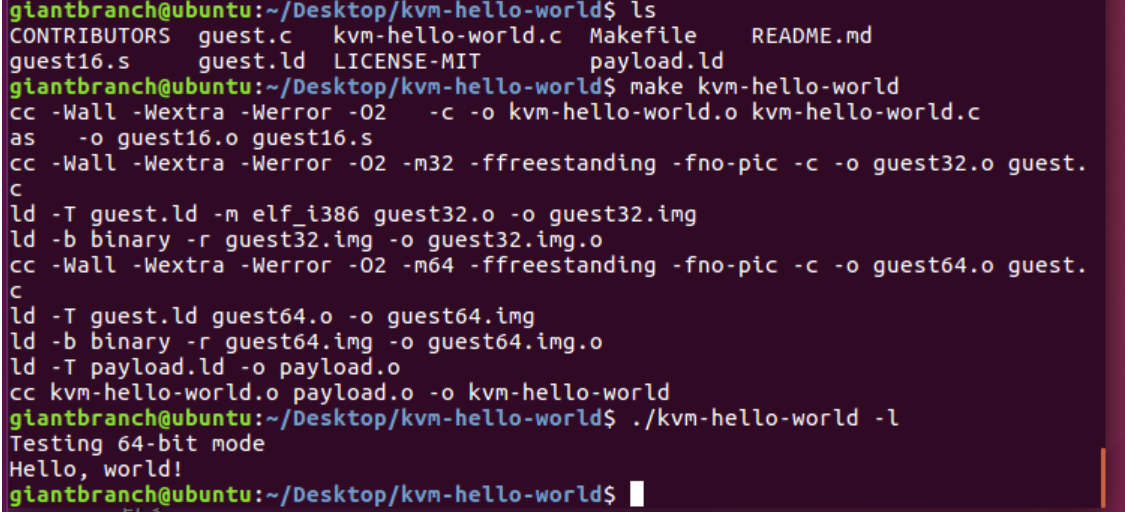 giantbranch@ubuntu:~/Desktop/kvm-hello-world$ ls
CONTRIBUTORS  guest.c   kvm-hello-world.c  Makefile    README.md
guest16.s     guest.ld  LICENSE-MIT        payload.ld
giantbranch@ubuntu:~/Desktop/kvm-hello-world$ make kvm-hello-world
cc -Wall -Wextra -Werror -O2   -c -o kvm-hello-world.o kvm-hello-world.c
as   -o guest16.o guest16.s
cc -Wall -Wextra -Werror -O2 -m32 -ffreestanding -fno-pic -c -o guest32.o guest.
c
ld -T guest.ld -m elf_i386 guest32.o -o guest32.img
ld -b binary -r guest32.img -o guest32.img.o
cc -Wall -Wextra -Werror -O2 -m64 -ffreestanding -fno-pic -c -o guest64.o guest.
c
ld -T guest.ld guest64.o -o guest64.img
ld -b binary -r guest64.img -o guest64.img.o
ld -T payload.ld -o payload.o
cc kvm-hello-world.o payload.o -o kvm-hello-world
giantbranch@ubuntu:~/Desktop/kvm-hello-world$ ./kvm-hello-world -l
Testing 64-bit mode
Hello, world!
giantbranch@ubuntu:~/Desktop/kvm-hello-world$